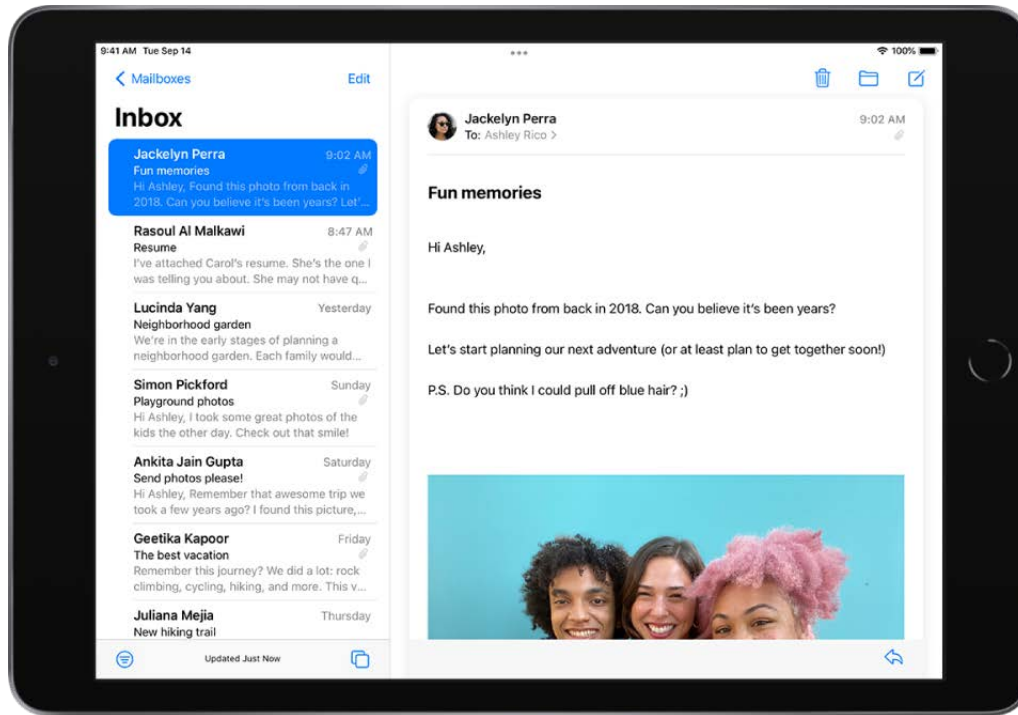 9:41 AM Tue Sep 14
100%
Mailboxes
Edit
Inbox
Jackelyn Perra 9:02 AM
Fun memories
Hi Ashley, Found this photo from back in
2018. Can you believe it's been years? Let'...
Rasoul Al Malkawi 8:47 AM
Resume
I've attached Carol's resume. She's the one I
was telling you about. She may not have q...
Lucinda Yang Yesterday
Neighborhood garden
We're in the early stages of planning a
neighborhood garden. Each family would...
Simon Pickford Sunday
Playground photos
Hi Ashley, I took some great photos of the
kids the other day. Check out that smile!
Ankita Jain Gupta Saturday
Send photos please!
Hi Ashley, Remember that awesome trip we
took a few years ago? I found this picture,...
Geetika Kapoor Friday
The best vacation
Remember this journey? We did a lot: rock
climbing, cycling, hiking, and more. This v...
Juliana Mejia Thursday
New hiking trail
Updated Just Now
Jackelyn Perra 9:02 AM
To: Ashley Rico >
Fun memories
Hi Ashley,
Found this photo from back in 2018. Can you believe it's been years?
Let's start planning our next adventure (or at least plan to get together soon!)
P.S. Do you think I could pull off blue hair? ;)